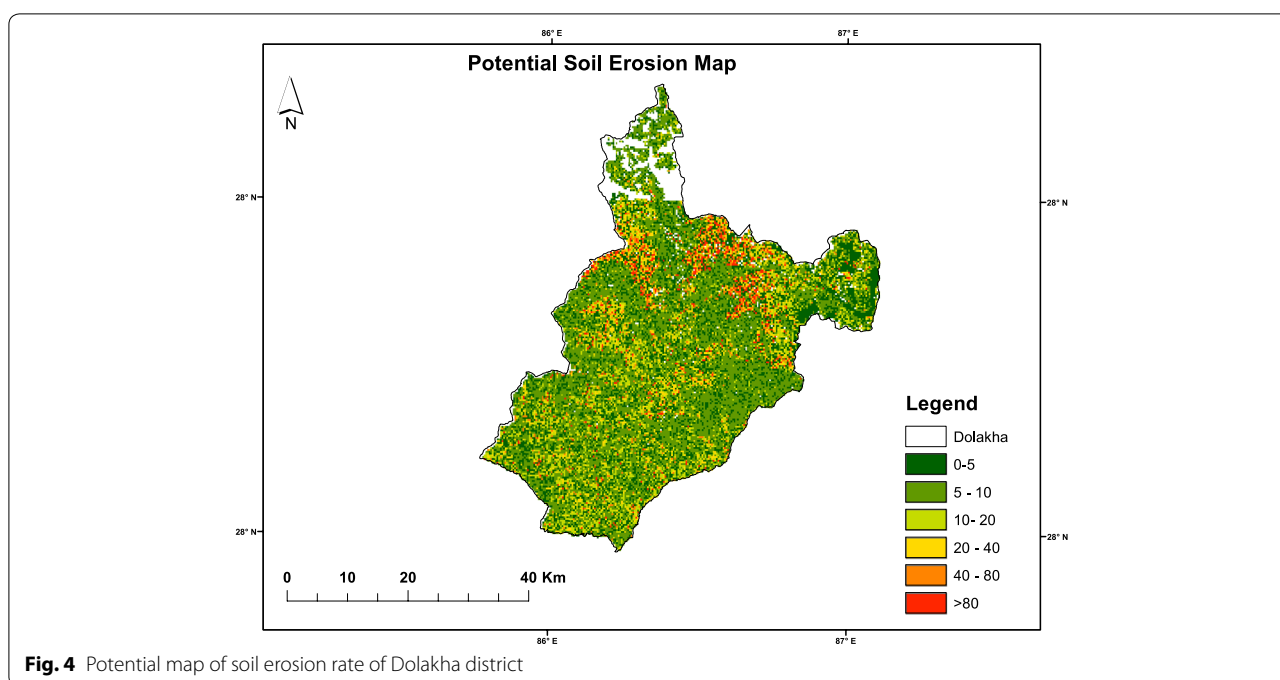 86° E
87° E
Potential Soil Erosion Map
N
28° N
28° N
Legend
Dolakha
0-5
5 - 10
10- 20
20 - 40
40 - 80
>80
28° N
28° N
0 10 20 40 Km
86° E
87° E
Fig. 4 Potential map of soil erosion rate of Dolakha district